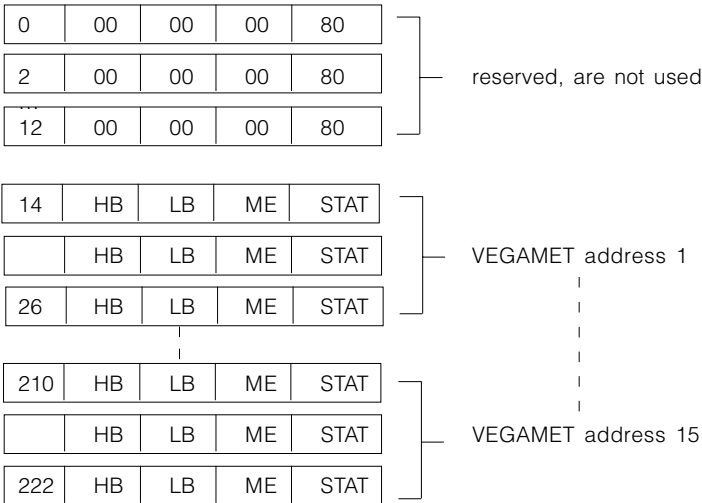 0 00 00 00 80
2 00 00 00 80
reserved, are not used
...
12 00 00 00 80
14 HB LB ME STAT
HB LB ME STAT
VEGAMET address 1
26 HB LB ME STAT
210 HB LB ME STAT
HB LB ME STAT
VEGAMET address 15
222 HB LB ME STAT